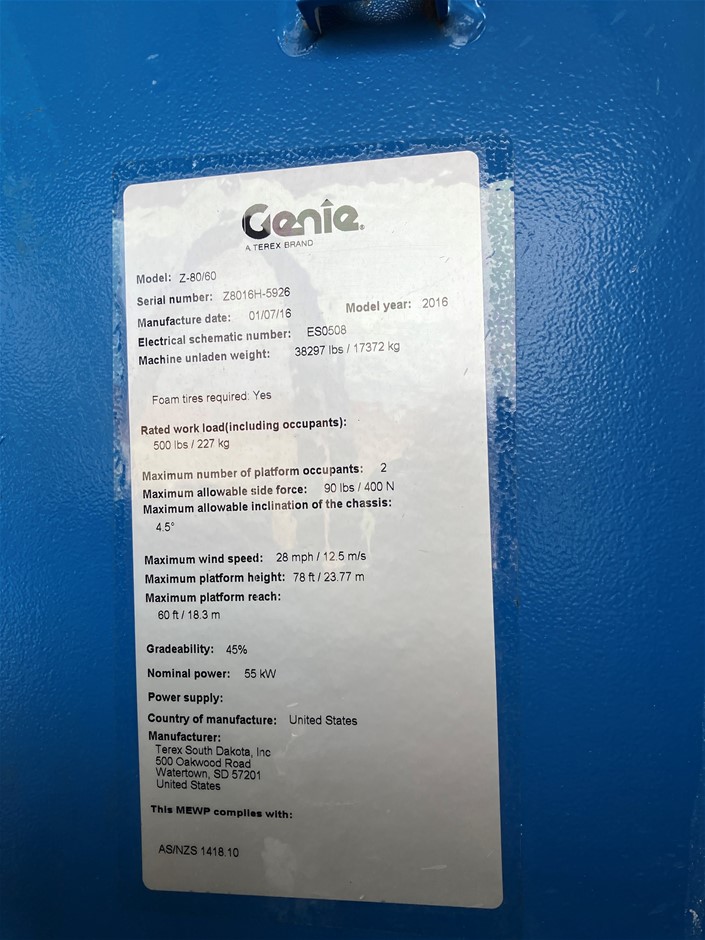 Genie®
A TEREX BRAND
Model: Z-80/60
Serial number: Z8016H-5926
Manufacture date: 01/07/16 Model year: 2016
Electrical schematic number: ES0508
Machine unladen weight: 38297 lbs / 17372 kg
Foam tires required: Yes
Rated work load(including occupants):
500 lbs / 227 kg
Maximum number of platform occupants: 2
Maximum allowable side force: 90 lbs / 400 N
Maximum allowable inclination of the chassis:
4.5°
Maximum wind speed: 28 mph / 12.5 m/s
Maximum platform height: 78 ft / 23.77 m
Maximum platform reach:
60 ft / 18.3 m
Gradeability: 45%
Nominal power: 55 kW
Power supply:
Country of manufacture: United States
Manufacturer:
Terex South Dakota, Inc
500 Oakwood Road
Watertown, SD 57201
United States
This MEWP complies with:
AS/NZS 1418.10